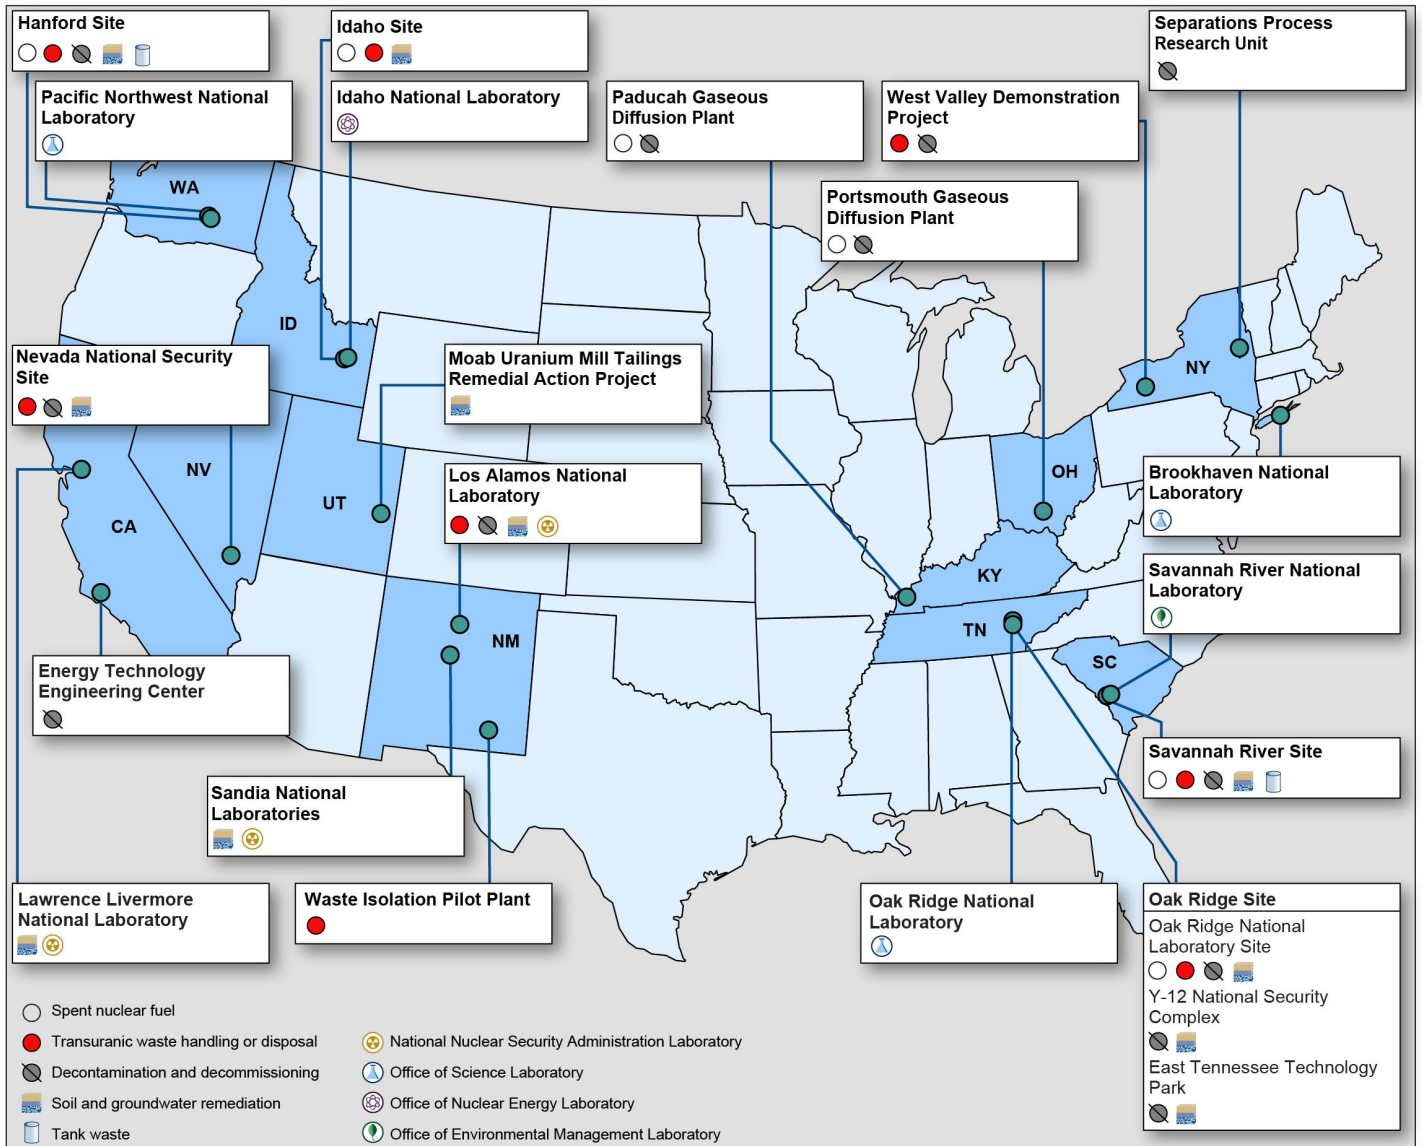 Hanford Site
Idaho Site
Separations Process
Research Unit
Pacific Northwest National
Laboratory
Idaho National Laboratory
Paducah Gaseous
Diffusion Plant
West Valley Demonstration
Project
Portsmouth Gaseous
Diffusion Plant
WA
ID
NY
Nevada National Security
Site
Moab Uranium Mill Tailings
Remedial Action Project
NV
UT
CA
OH
Los Alamos National
Laboratory
Brookhaven National
Laboratory
KY
TN
NM
SC
Savannah River National
Laboratory
Energy Technology
Engineering Center
Savannah River Site
Sandia National
Laboratories
Lawrence Livermore
National Laboratory
Waste Isolation Pilot Plant
Oak Ridge National
Laboratory
Oak Ridge Site
Oak Ridge National
Laboratory Site
Y-12 National Security
Complex
East Tennessee Technology
Park
Spent nuclear fuel
Transuranic waste handling or disposal
Decontamination and decommissioning
Soil and groundwater remediation
Tank waste
National Nuclear Security Administration Laboratory
Office of Science Laboratory
Office of Nuclear Energy Laboratory
Office of Environmental Management Laboratory